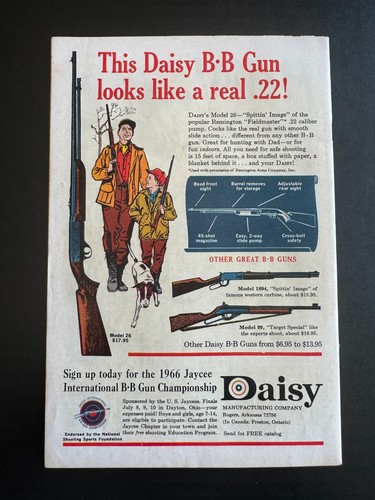 This Daisy B·B Gun
looks like a real .22!
DAISY'S Model 26—"Spittin' Image" of the
popular Remington "Fieldmaster"* .22 caliber
pump. Cocks like the real gun with smooth
slide action . . . different from any other B·B
gun. Great for hunting with Dad—or for
fun indoors. All you need for safe shooting
is 15 feet of space, a box stuffed with paper, a
blanket behind it . . . and your Daisy!
*Used with permission of Remington Arms Company, Inc.
Bead front
sight
Barrel removes
for storage
Adjustable
rear sight
45-shot
magazine
Easy, 2-way
slide pump
Cross-bolt
safety
OTHER GREAT B·B GUNS
Model 1894, "Spittin' Image" of
famous western carbine, about $15.95.
Model 99, "Target Special" like
the experts shoot, about $16.95.
Model 26
$17.95
Other Daisy B·B Guns from $6.95 to $13.95
Sign up today for the 1966 Jaycee
International B·B Gun Championship
Sponsored by the U. S. Jaycees. Finals
July 8, 9, 10 in Dayton, Ohio—your
expenses paid! Boys and girls, age 7-14,
are eligible to participate. Contact the
Jaycee Chapter in your town and join
their free shooting Education Program.
Endorsed by the National
Shooting Sports Foundation
Daisy
MANUFACTURING COMPANY
Rogers, Arkansas 72756
(In Canada: Preston, Ontario)
Send for FREE catalog